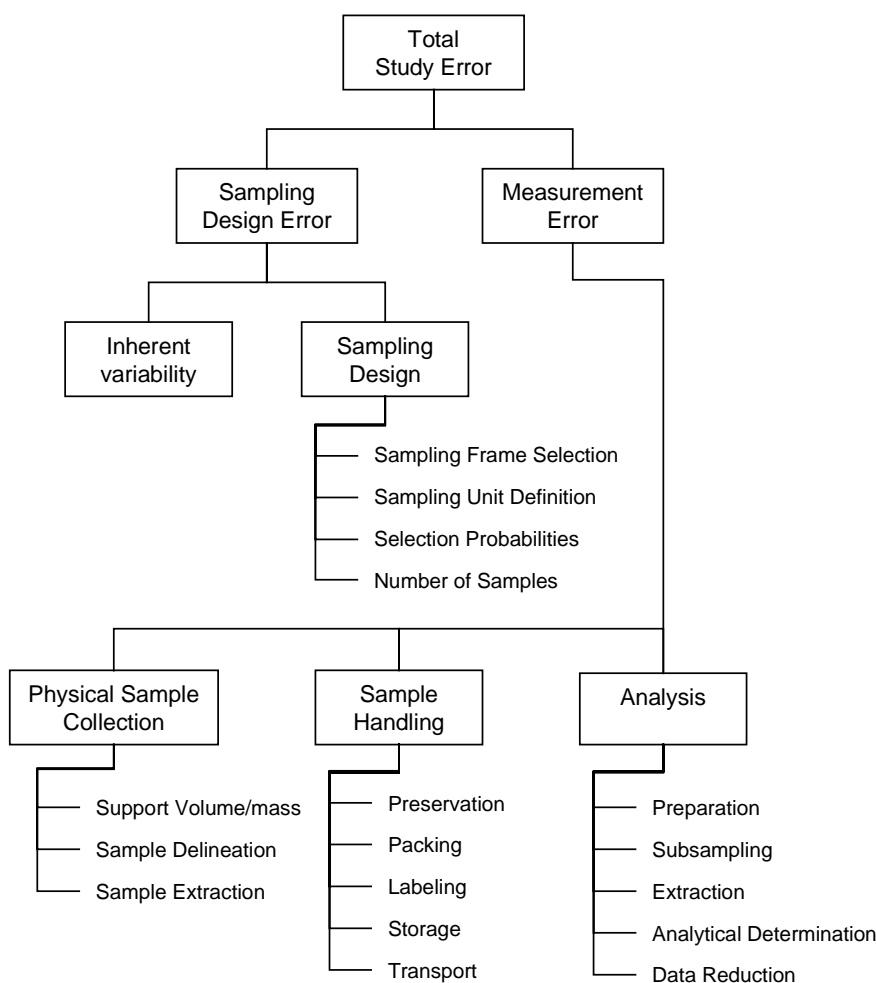 Total
Study Error
Sampling
Design Error
Measurement
Error
Inherent
variability
Sampling
Design
Sampling Frame Selection
Sampling Unit Definition
Selection Probabilities
Number of Samples
Physical Sample
Collection
Support Volume/mass
Sample Delineation
Sample Extraction
Sample
Handling
Preservation
Packing
Labeling
Storage
Transport
Analysis
Preparation
Subsampling
Extraction
Analytical Determination
Data Reduction